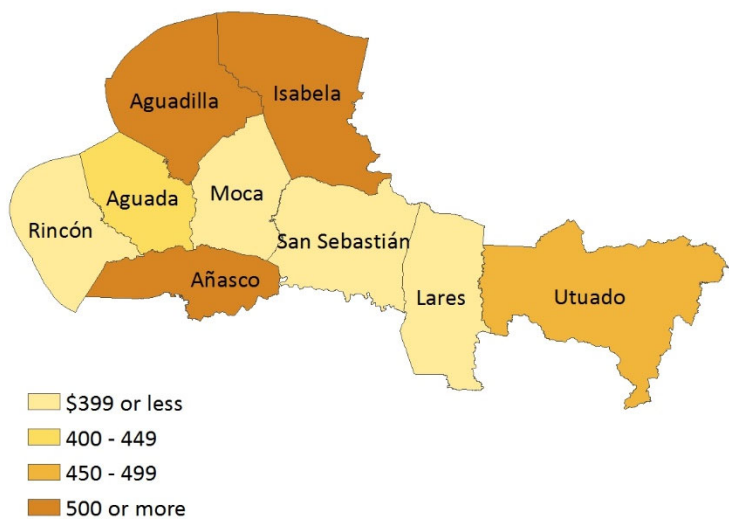 Aguadilla
Isabela
Aguada
Moca
Rincón
San Sebastián
Añasco
Lares
Utuado
$399 or less
400 - 449
450 - 499
500 or more